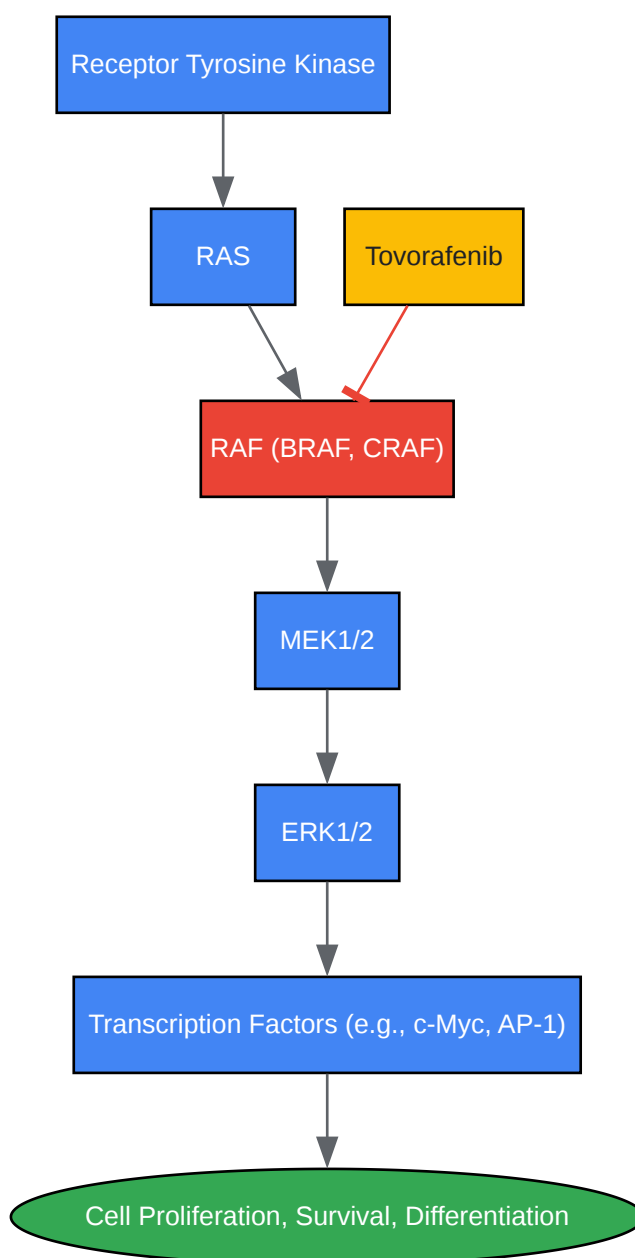 Receptor Tyrosine Kinase
RAS
Tovorafenib
RAF (BRAF, CRAF)
MEK1/2
ERK1/2
Transcription Factors (e.g., c-Myc, AP-1)
Cell Proliferation, Survival, Differentiation